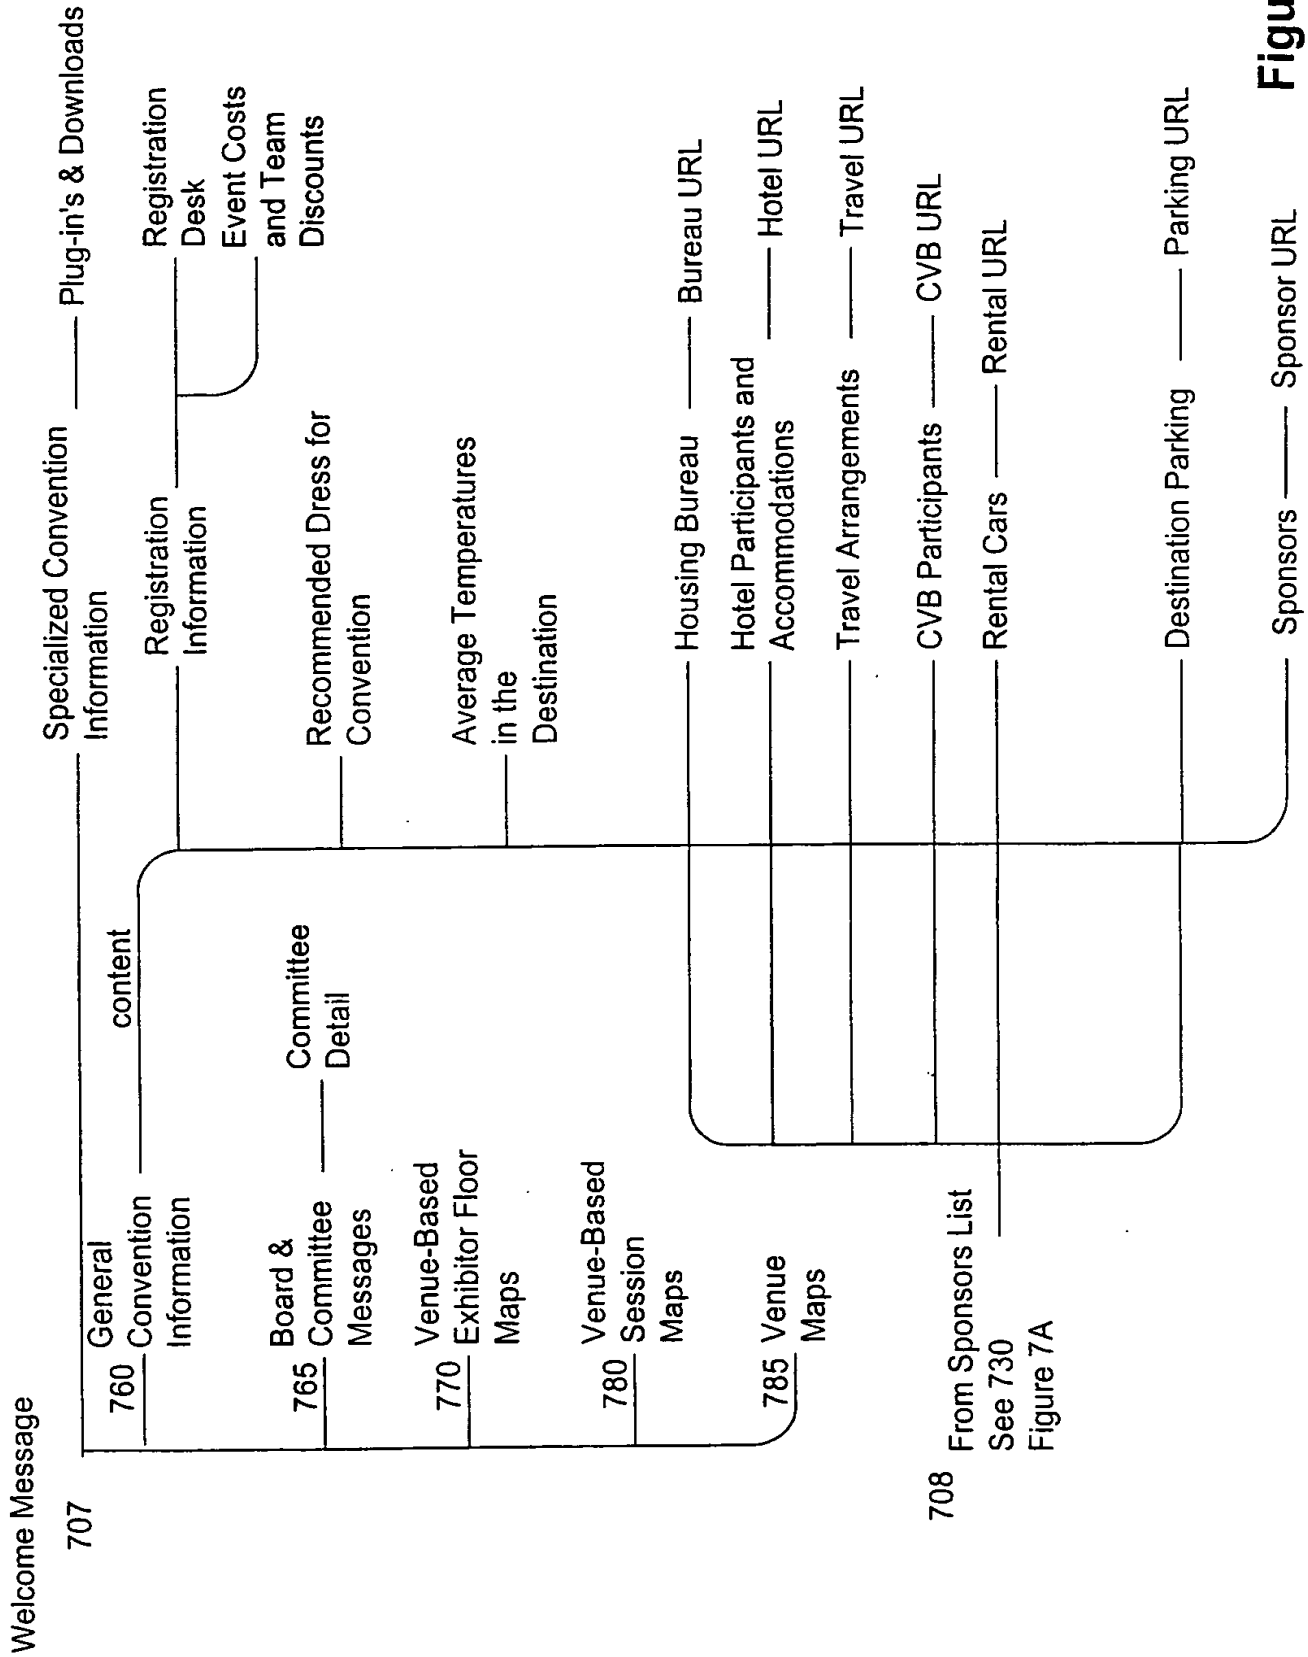 Welcome Message
707
Specialized Convention
Information
Plug-in's & Downloads
760
General
Convention
Information
content
Registration
Information
Registration
Desk
Event Costs
and Team
Discounts
765
Board &
Committee
Messages
Committee
Detail
Recommended Dress for
Convention
770
Venue-Based
Exhibitor Floor
Maps
Average Temperatures
in the
Destination
780
Venue-Based
Session
Maps
785
Venue
Maps
Housing Bureau
Bureau URL
Hotel Participants and
Accommodations
Hotel URL
Travel Arrangements
Travel URL
708
From Sponsors List
See 730
Figure 7A
CVB Participants
CVB URL
Rental Cars
Rental URL
Destination Parking
Parking URL
Sponsors
Sponsor URL